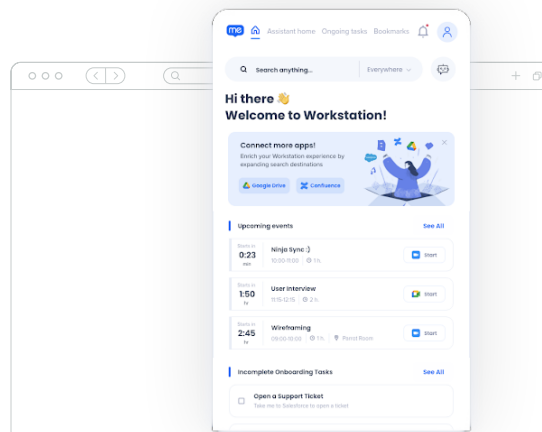 me Assistant home Ongoing tasks Bookmarks
Search anything... Everywhere
Hi there 👋
Welcome to Workstation!
Connect more apps!
Enrich your Workstation experience by
expanding search destinations
Google Drive Confluence
Upcoming events See All
Starts in
0:23
min
Ninja Sync :)
10:00-11:00 1 h.
Start
Starts in
1:50
hr
User Interview
11:15-12:15 2 h.
Start
Starts in
2:45
hr
Wireframing
09:00-10:00 1 h. Parrot Room
Start
Incomplete Onboarding Tasks See All
Open a Support Ticket
Take me to Salesforce to open a ticket